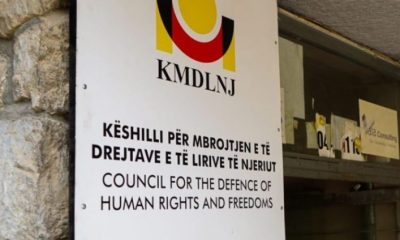 KMDLNJ
KËSHILLI PËR MBROJTJEN E TË
DREJTAVE E TË LIRIVE TË NJERIUT
COUNCIL FOR THE DEFENCE OF
HUMAN RIGHTS AND FREEDOMS
Consulting